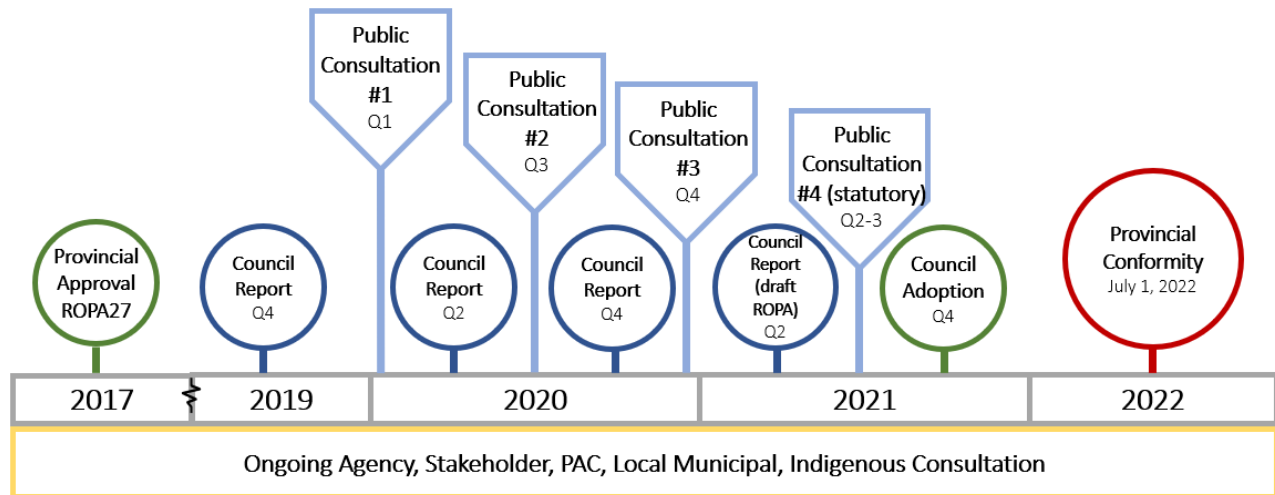 Public
Consultation
#1
Q1
Public
Consultation
#2
Q3
Public
Consultation
#3
Q4
Public
Consultation
#4 (statutory)
Q2-3
Provincial
Approval
ROPA27
Council
Report
Q4
Council
Report
Q2
Council
Report
Q4
Council
Report
(draft
ROPA)
Q2
Council
Adoption
Q4
Provincial
Conformity
July 1, 2022
2017
2019
2020
2021
2022
Ongoing Agency, Stakeholder, PAC, Local Municipal, Indigenous Consultation